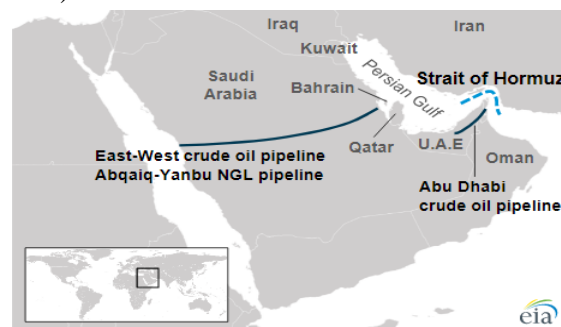 Iraq
Iran
Kuwait
Persian Gulf
Saudi
Arabia
Bahrain
Strait of Hormuz
Qatar
U.A.E
Oman
East-West crude oil pipeline
Abqaiq-Yanbu NGL pipeline
Abu Dhabi
crude oil pipeline
eia